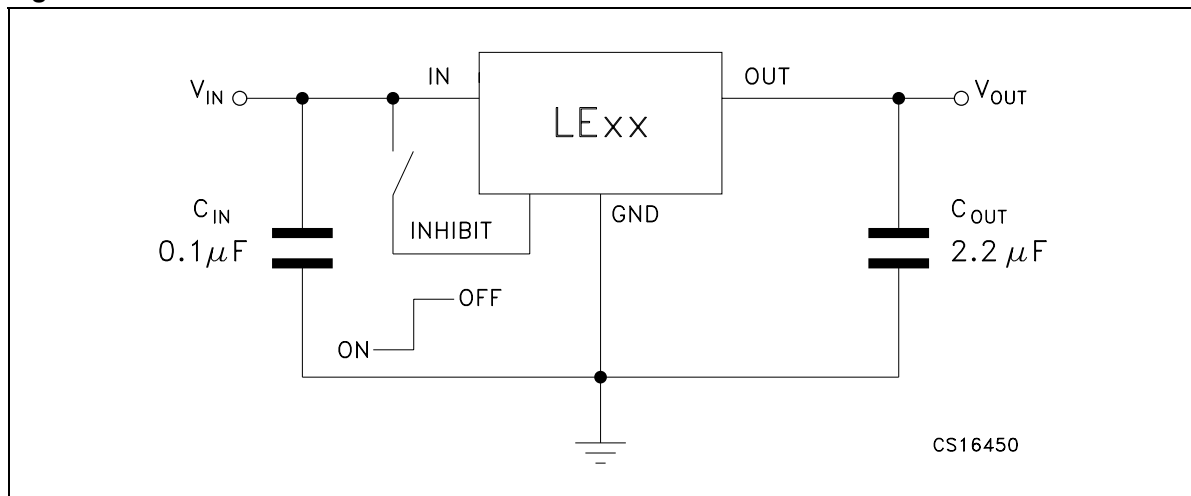 IN
OUT
V_IN
V_OUT
LExx
C_IN
0.1μF
INHIBIT
GND
C_OUT
2.2 μF
OFF
ON
CS16450